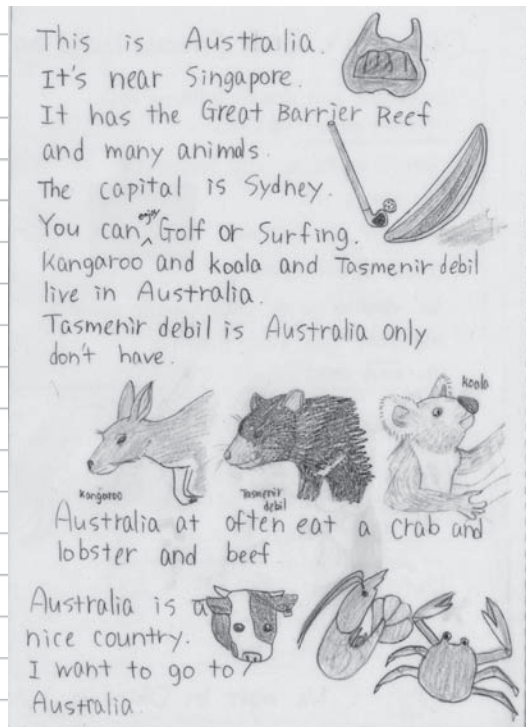 This is Australia.
It's near Singapore.
It has the Great Barrier Reef
and many animals.
The capital is Sydney.
You can enjoy Golf or Surfing.
Kangaroo and koala and Tasmenir debil
live in Australia.
Tasmenir debil is Australia only
don't have.
koala
kangaroo
Tasmenir
debil
Australia at often eat a crab and
lobster and beef
Australia is a
nice country.
I want to go to
Australia.